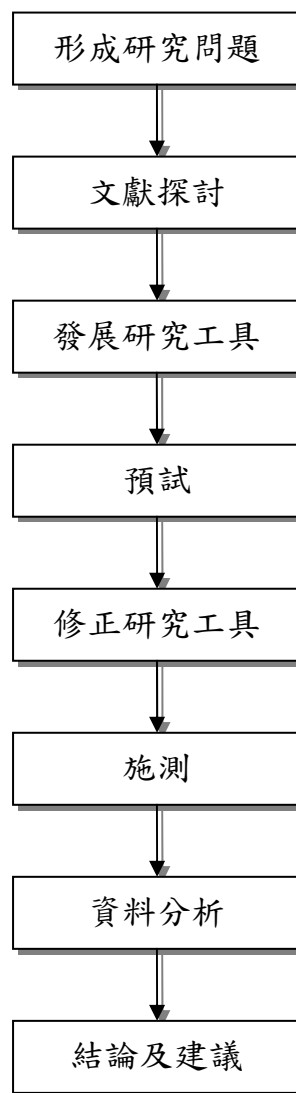 形成研究問題
文獻探討
發展研究工具
預試
修正研究工具
施測
資料分析
結論及建議